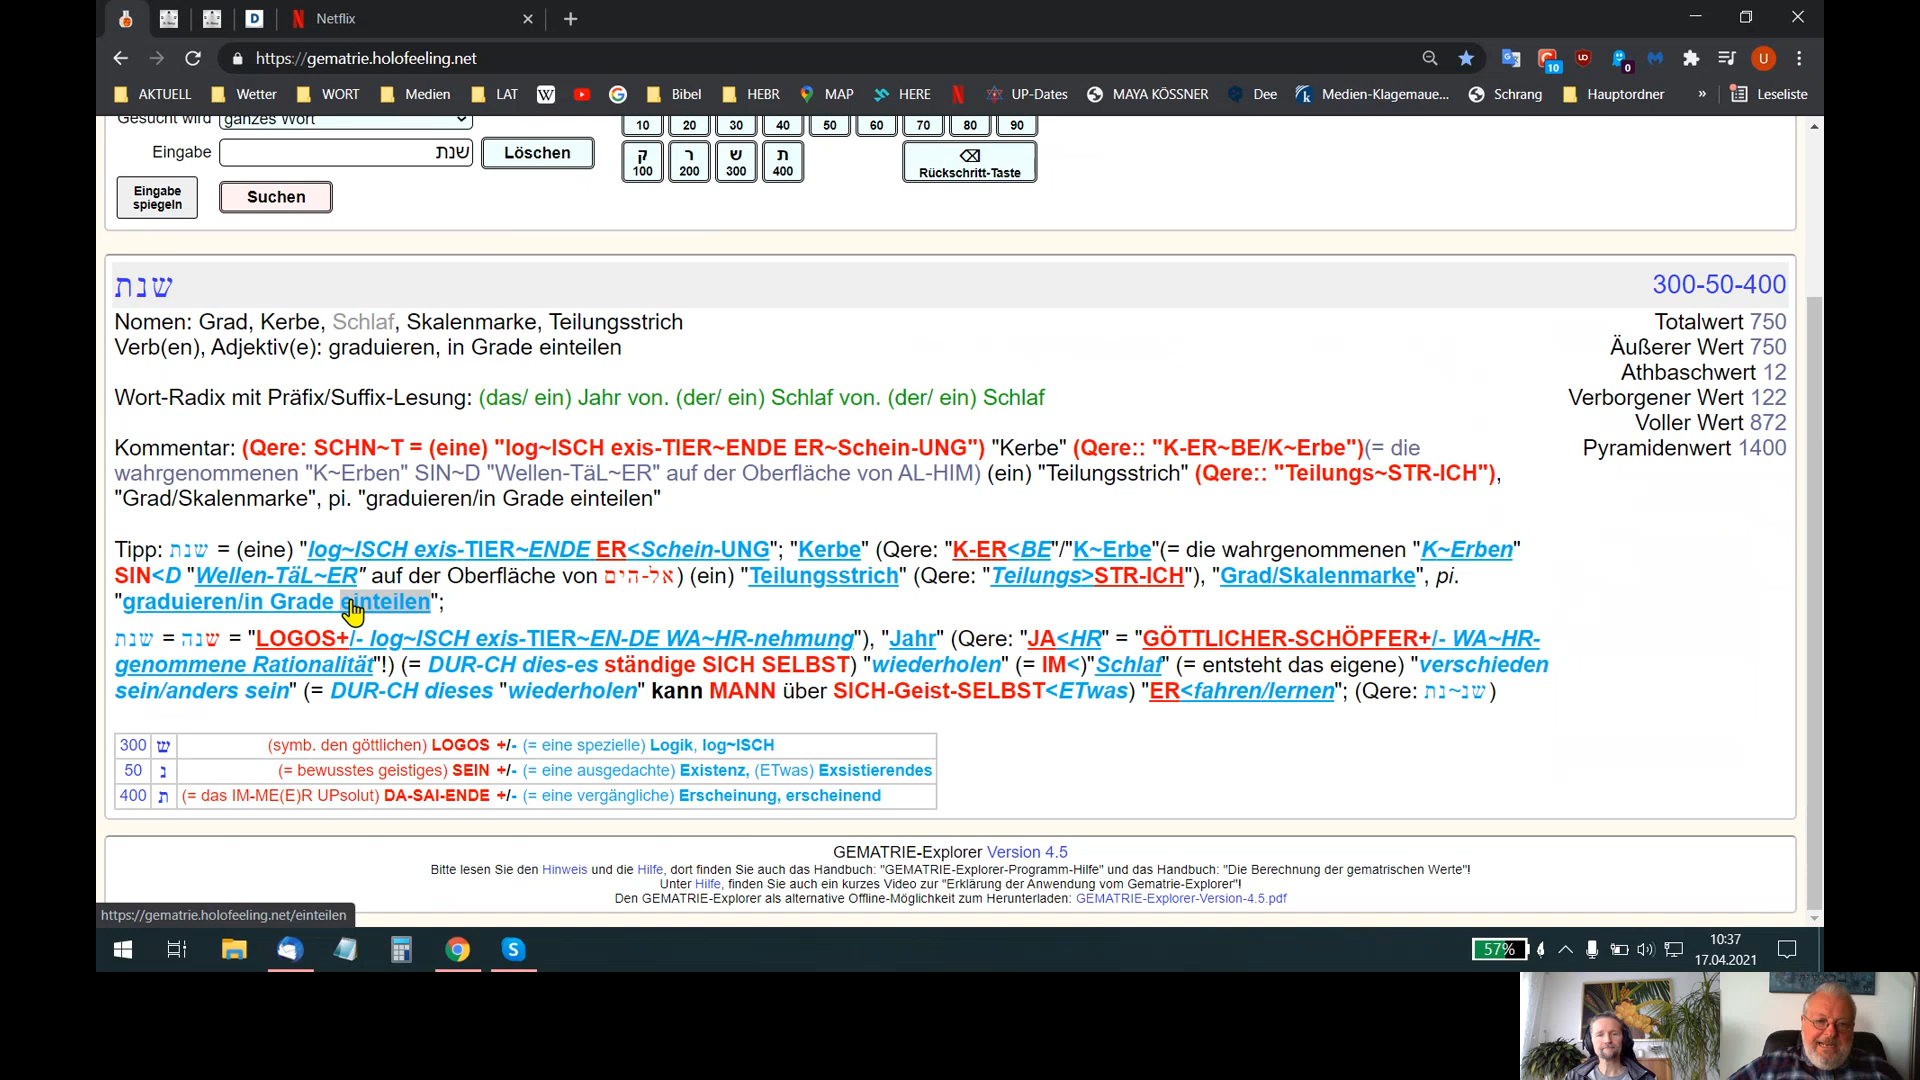 Netflix
https://gematrie.holofeeling.net
10
0
U
AKTUELL Wetter WORT Medien LAT W Bibel HEBR MAP HERE UP-Dates MAYA KÖSSNER Dee Medien-Klagemaue... Schrang Hauptordner » Leseliste
Gesucht wird ganzes Wort
10 20 30 40 50 60 70 80 90
Eingabe שנת Löschen
ק ר ש ת
100 200 300 400 Rückschritt-Taste
Eingabe spiegeln Suchen
שנת 300-50-400
Nomen: Grad, Kerbe, Schlaf, Skalenmarke, Teilungsstrich
Totalwert 750
Verb(en), Adjektiv(e): graduieren, in Grade einteilen
Äußerer Wert 750
Athbaschwert 12
Wort-Radix mit Präfix/Suffix-Lesung: (das/ ein) Jahr von. (der/ ein) Schlaf von. (der/ ein) Schlaf
Verborgener Wert 122
Voller Wert 872
Pyramidenwert 1400
Kommentar: (Qere: SCHN~T = (eine) "log~ISCH exis-TIER~ENDE ER~Schein-UNG") "Kerbe" (Qere:: "K-ER~BE/K~Erbe")(= die
wahrgenommenen "K~Erben" SIN~D "Wellen-TäL~ER" auf der Oberfläche von AL-HIM) (ein) "Teilungsstrich" (Qere:: "Teilungs~STR-ICH"),
"Grad/Skalenmarke", pi. "graduieren/in Grade einteilen"
Tipp: שנת = (eine) "log~ISCH exis-TIER~ENDE ER<Schein-UNG"; "Kerbe" (Qere: "K-ER<BE"/"K~Erbe"(= die wahrgenommenen "K~Erben"
SIN<D "Wellen-TäL~ER" auf der Oberfläche von אל-הים) (ein) "Teilungsstrich" (Qere: "Teilungs>STR-ICH"), "Grad/Skalenmarke", pi.
"graduieren/in Grade einteilen";
שנת = שנה = "LOGOS+/- log~ISCH exis-TIER~EN-DE WA~HR-nehmung"), "Jahr" (Qere: "JA<HR" = "GÖTTLICHER-SCHÖPFER+/- WA~HR-
genommene Rationalität"!) (= DUR-CH dies-es ständige SICH SELBST) "wiederholen" (= IM<)"Schlaf" (= entsteht das eigene) "verschieden
sein/anders sein" (= DUR-CH dieses "wiederholen" kann MANN über SICH-Geist-SELBST<ETwas) "ER<fahren/lernen"; (Qere: שנ~נת)
300 ש (symb. den göttlichen) LOGOS +/- (= eine spezielle) Logik, log~ISCH
50 נ (= bewusstes geistiges) SEIN +/- (= eine ausgedachte) Existenz, (ETwas) Exsistierendes
400 ת (= das IM-ME(E)R UPsolut) DA-SAI-ENDE +/- (= eine vergängliche) Erscheinung, erscheinend
GEMATRIE-Explorer Version 4.5
Bitte lesen Sie den Hinweis und die Hilfe, dort finden Sie auch das Handbuch: "GEMATRIE-Explorer-Programm-Hilfe" und das Handbuch: "Die Berechnung der gematrischen Werte"!
Unter Hilfe, finden Sie auch ein kurzes Video zur "Erklärung der Anwendung vom Gematrie-Explorer"!
Den GEMATRIE-Explorer als alternative Offline-Möglichkeit zum Herunterladen: GEMATRIE-Explorer-Version-4.5.pdf
https://gematrie.holofeeling.net/einteilen
57%
10:37
17.04.2021